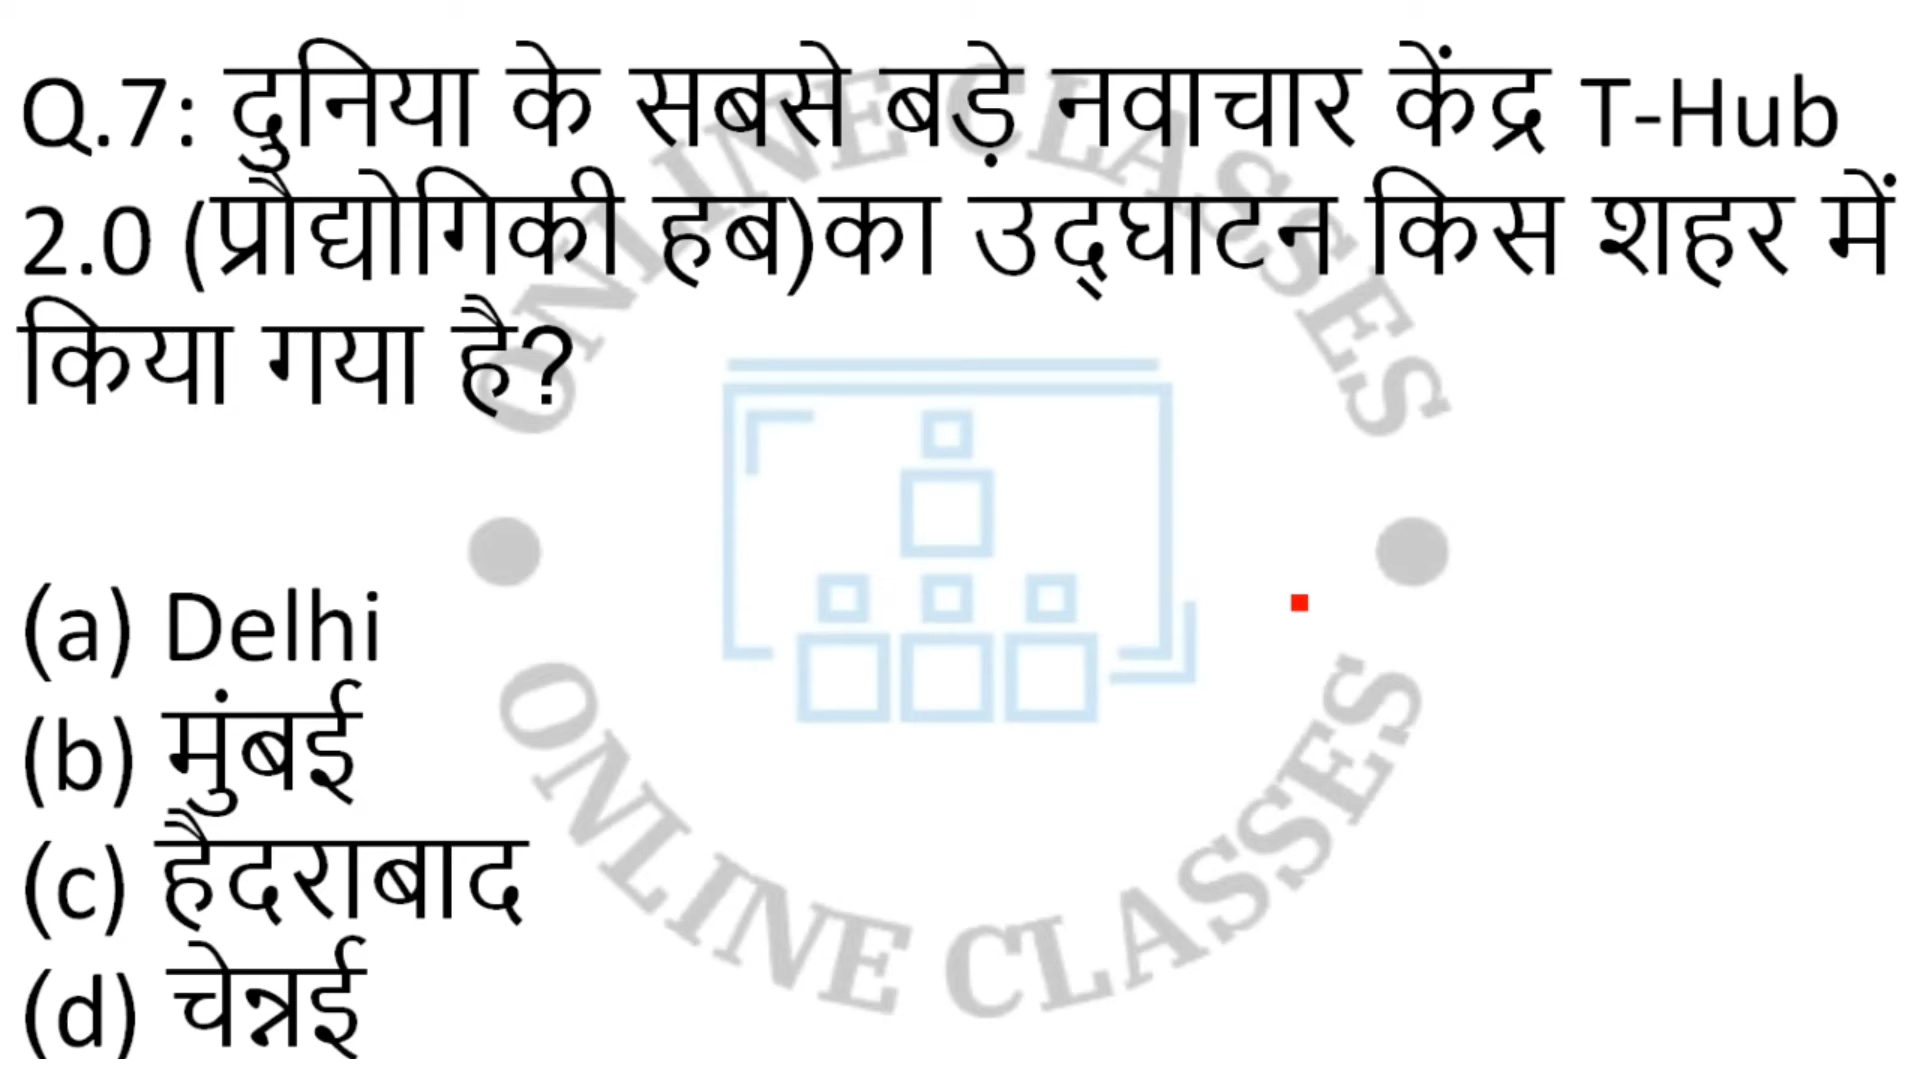 Q.7: दुनिया के सबसे बड़े नवाचार केंद्र T-Hub
2.0 (प्रौद्योगिकी हब)का उद्घाटन किस शहर में
किया गया है?
(a) Delhi
(b) मुंबई
(c) हैदराबाद
(d) चेन्नई
ONLINE CLASSES
ONLINE CLASSES